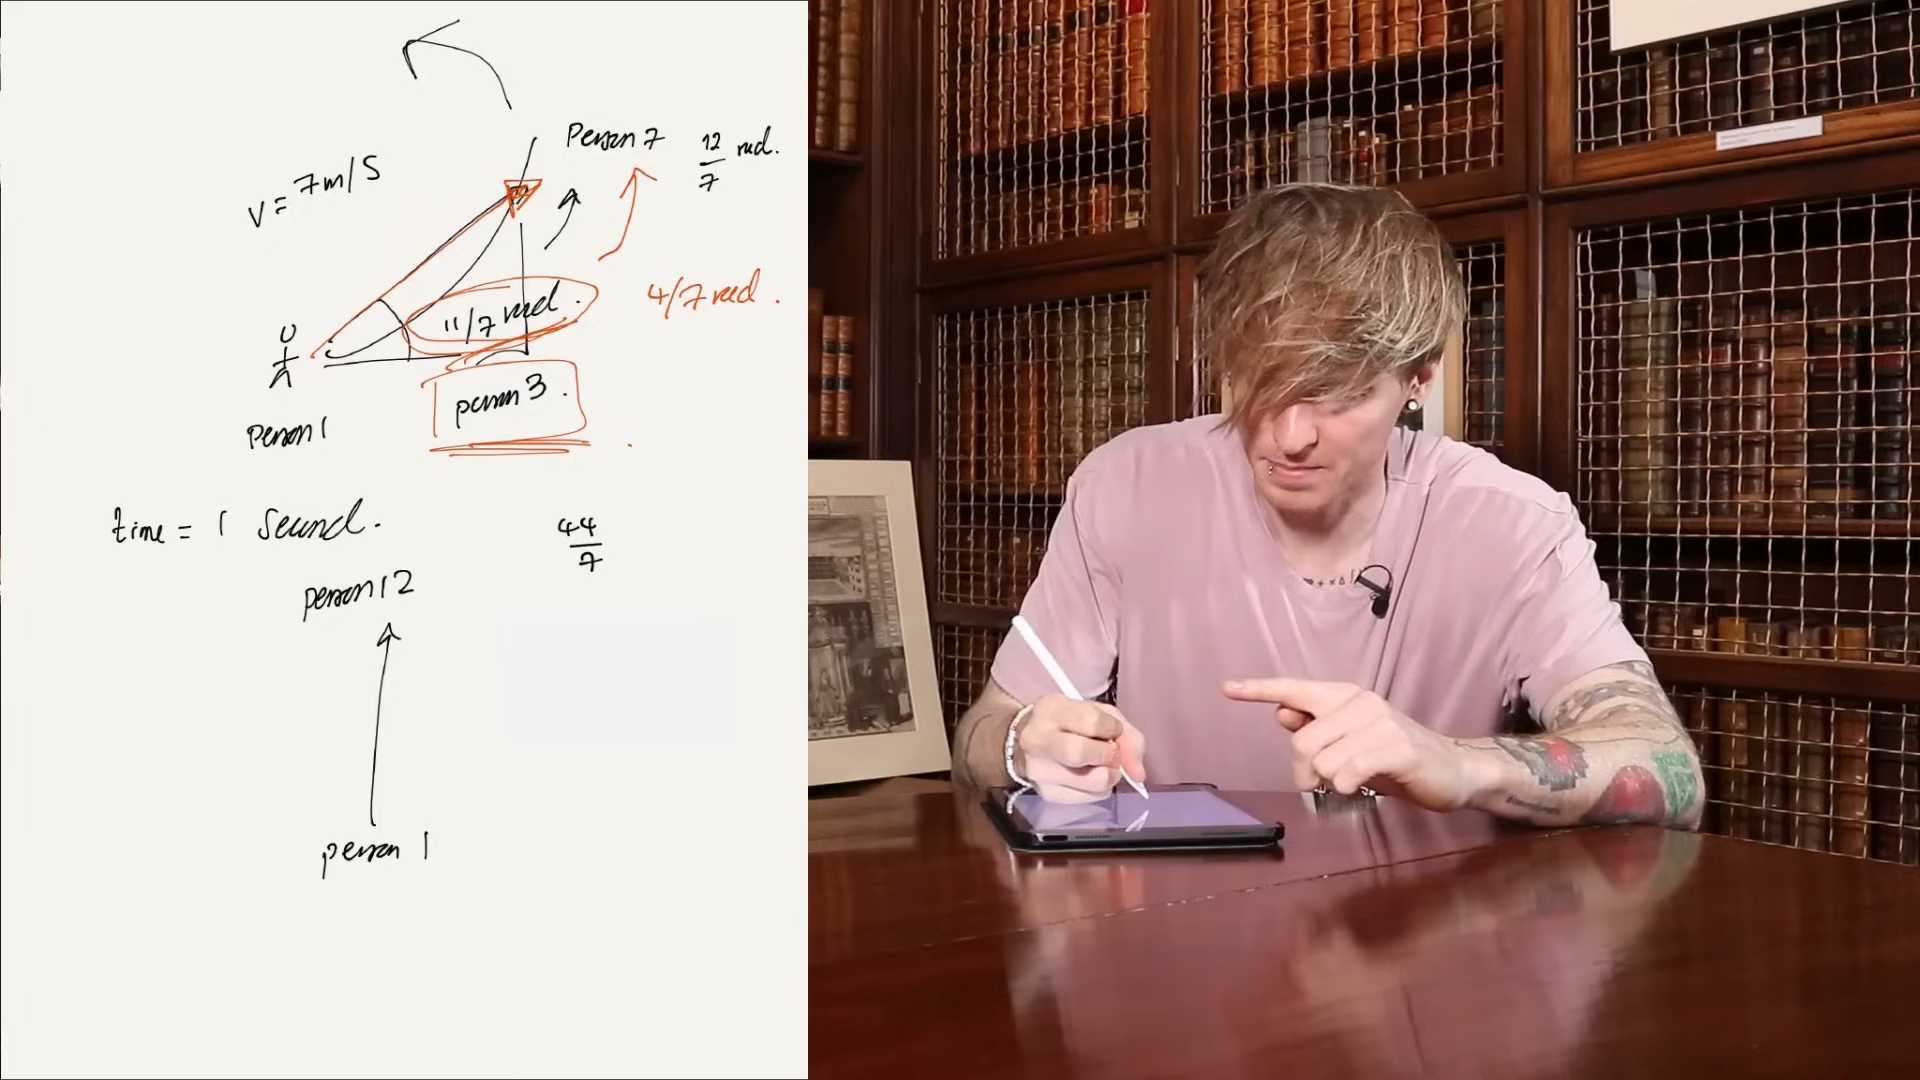 Person 7
12/7 rad.
v = 7m/s
11/7 rad.
4/7 rad.
person 3.
Person 1
time = 1 second.
44/7
person 12
person 1